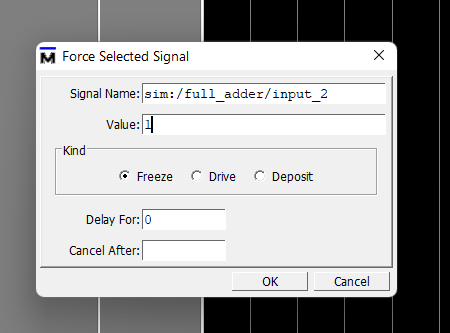 Force Selected Signal
Signal Name: sim:/full_adder/input_2
Value: 1
Kind
Freeze Drive Deposit
Delay For: 0
Cancel After:
OK Cancel